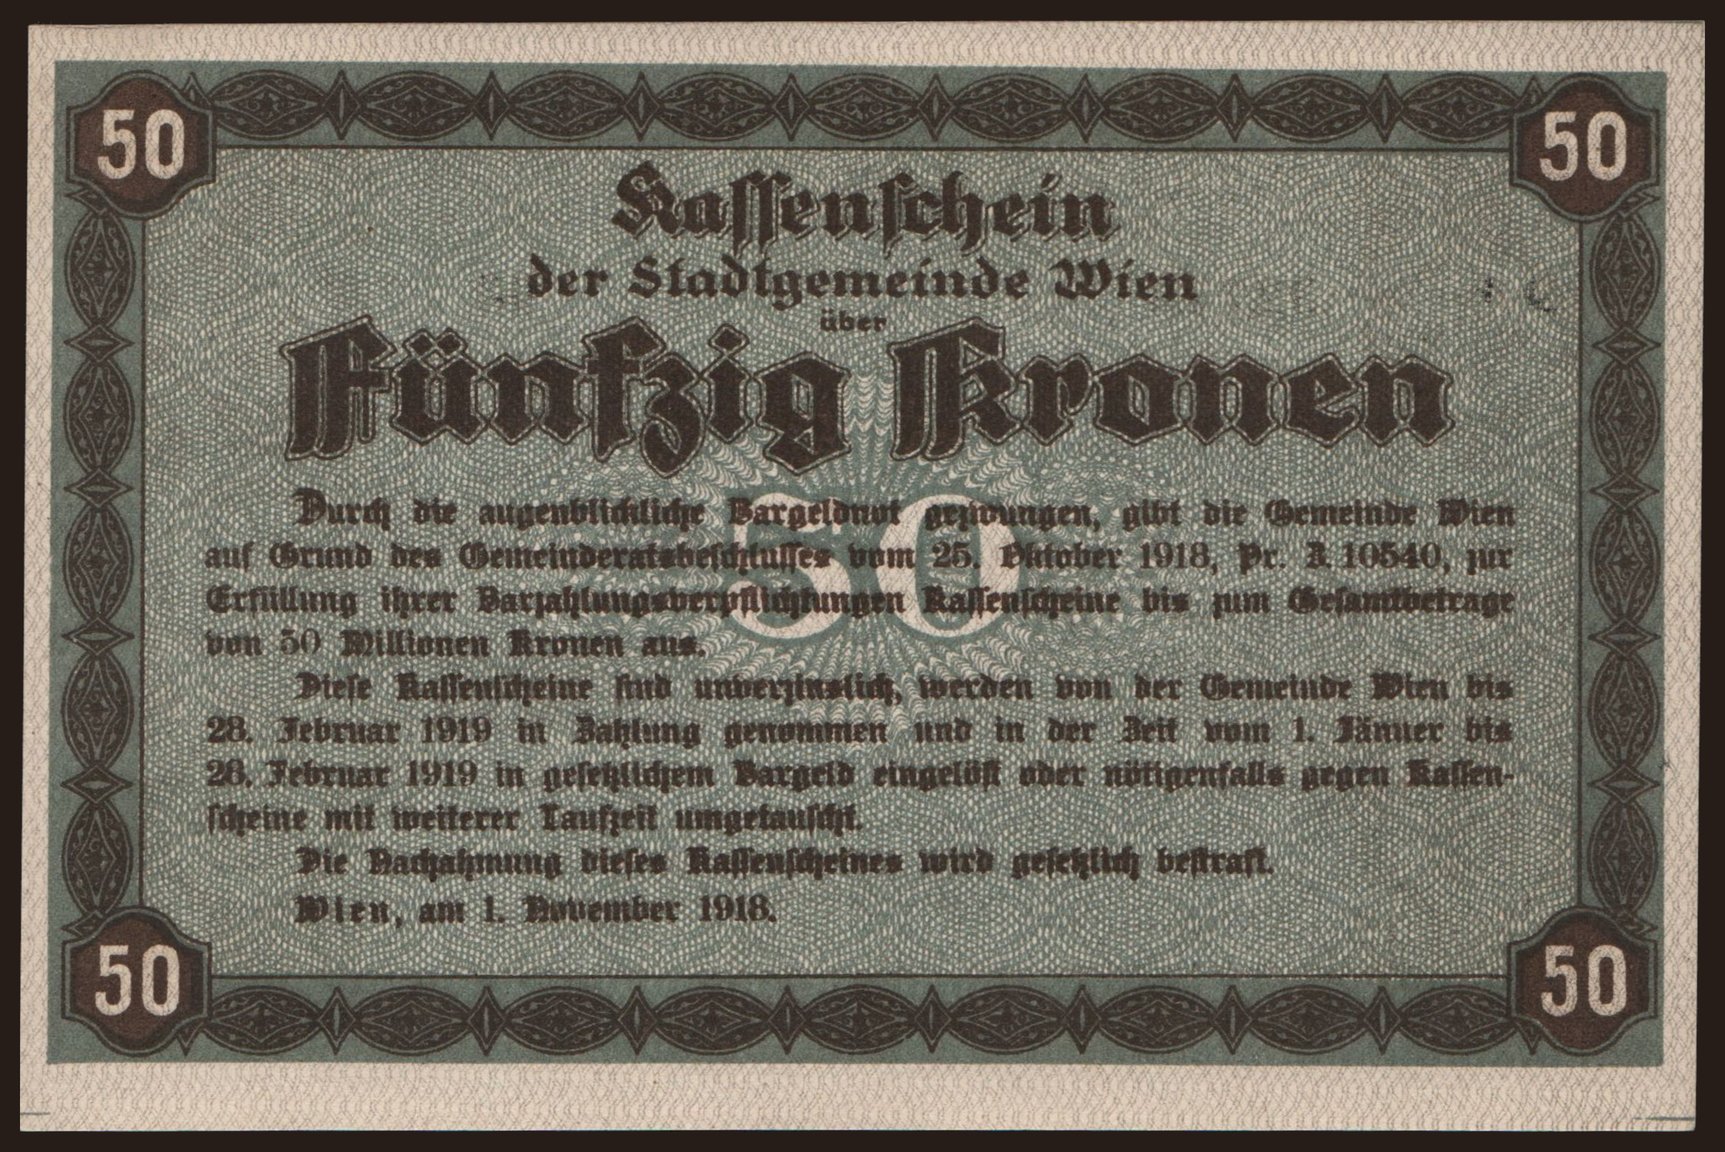 50 50
Kassenschein
der Stadtgemeinde Wien
über
Fünfzig Kronen
50
Durch die augenblickliche Bargeldnot gezwungen, gibt die Gemeinde Wien
auf Grund des Gemeinderatsbeschlusses vom 25. Oktober 1918, Pr. Z. 10540, zur
Erfüllung ihrer Barzahlungsverpflichtungen Kassenscheine bis zum Gesamtbetrage
von 50 Millionen Kronen aus.
Diese Kassenscheine sind unverzinslich, werden von der Gemeinde Wien bis
28. Februar 1919 in Zahlung genommen und in der Zeit vom 1. Jänner bis
28. Februar 1919 in gesetzlichem Bargeld eingelöst oder nötigenfalls gegen Kassen-
scheine mit weiterer Laufzeit umgetauscht.
Die Nachahmung dieses Kassenscheines wird gesetzlich bestraft.
Wien, am 1. November 1918.
50 50